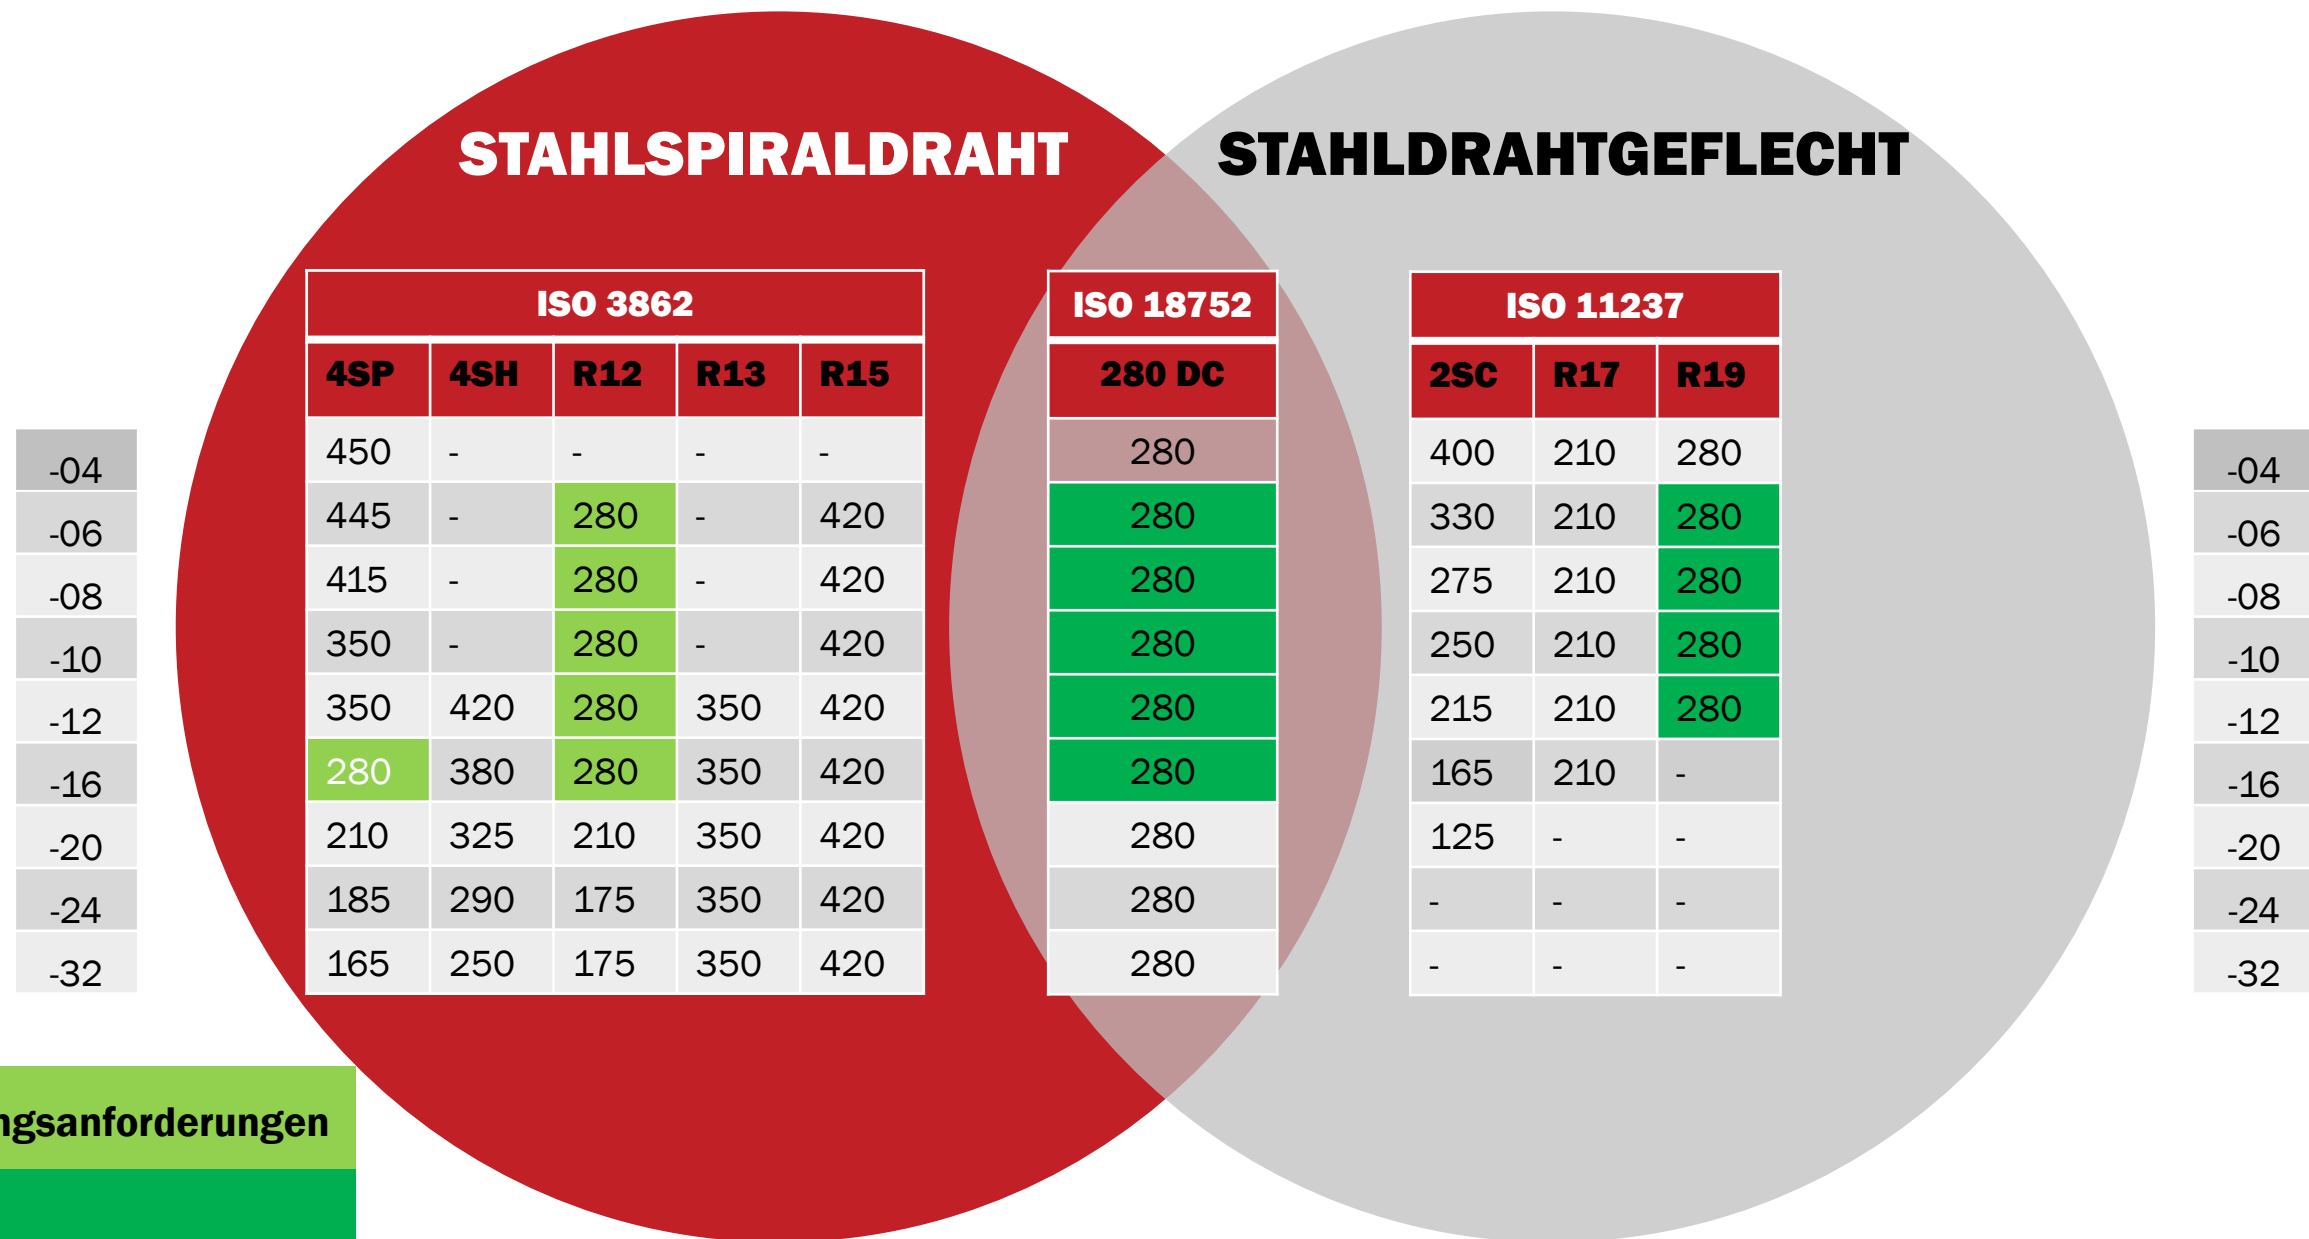 STAHLSPIRALDRAHT STAHLDRAHTGEFLECHT
ISO 3862 ISO 18752 ISO 11237
4SP 4SH R12 R13 R15 280 DC 2SC R17 R19
-04 450 - - - - 280 400 210 280 -04
-06 445 - 280 - 420 280 330 210 280 -06
-08 415 - 280 - 420 280 275 210 280 -08
-10 350 - 280 - 420 280 250 210 280 -10
-12 350 420 280 350 420 280 215 210 280 -12
-16 280 380 280 350 420 280 165 210 - -16
-20 210 325 210 350 420 280 125 - - -20
-24 185 290 175 350 420 280 - - - -24
-32 165 250 175 350 420 280 - - - -32